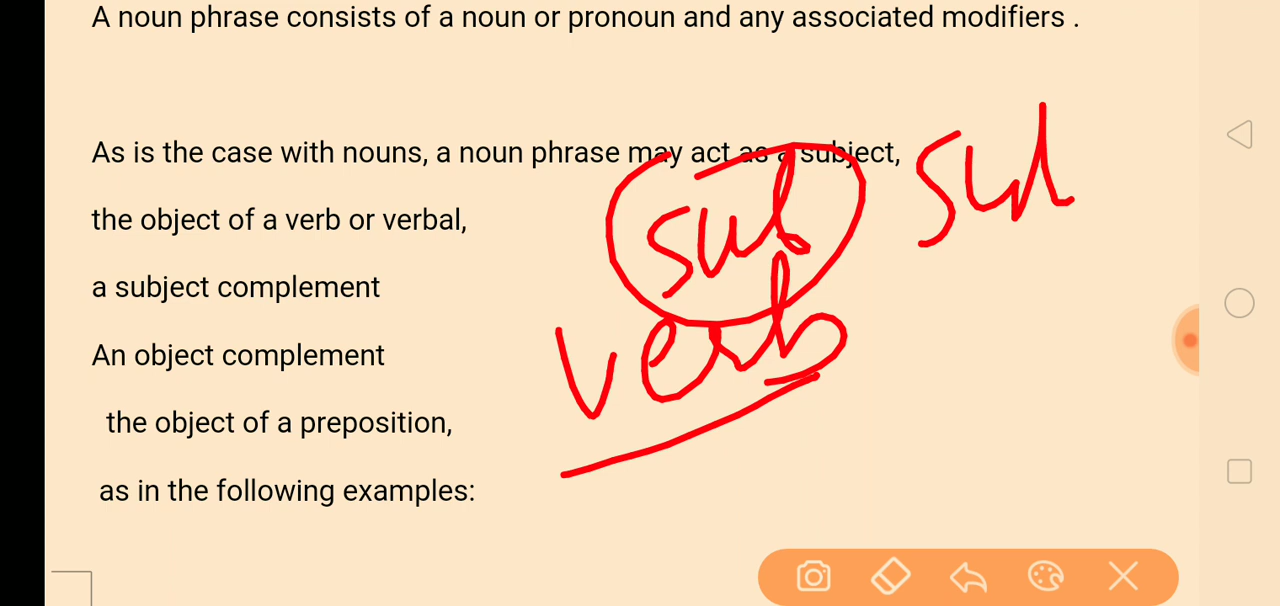 A noun phrase consists of a noun or pronoun and any associated modifiers .
As is the case with nouns, a noun phrase may act as a subject,
sub
sub
the object of a verb or verbal,
a subject complement
verb
An object complement
the object of a preposition,
as in the following examples: